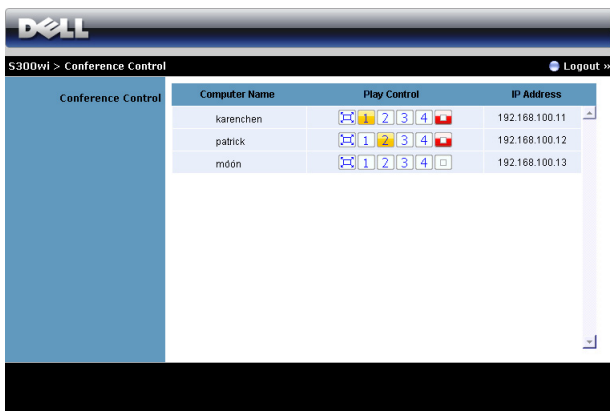 DELL
S300wi > Conference Control
Logout »
Conference Control
Computer Name Play Control IP Address
karenchen 1 2 3 4 192.168.100.11
patrick 1 2 3 4 192.168.100.12
móón 1 2 3 4 192.168.100.13